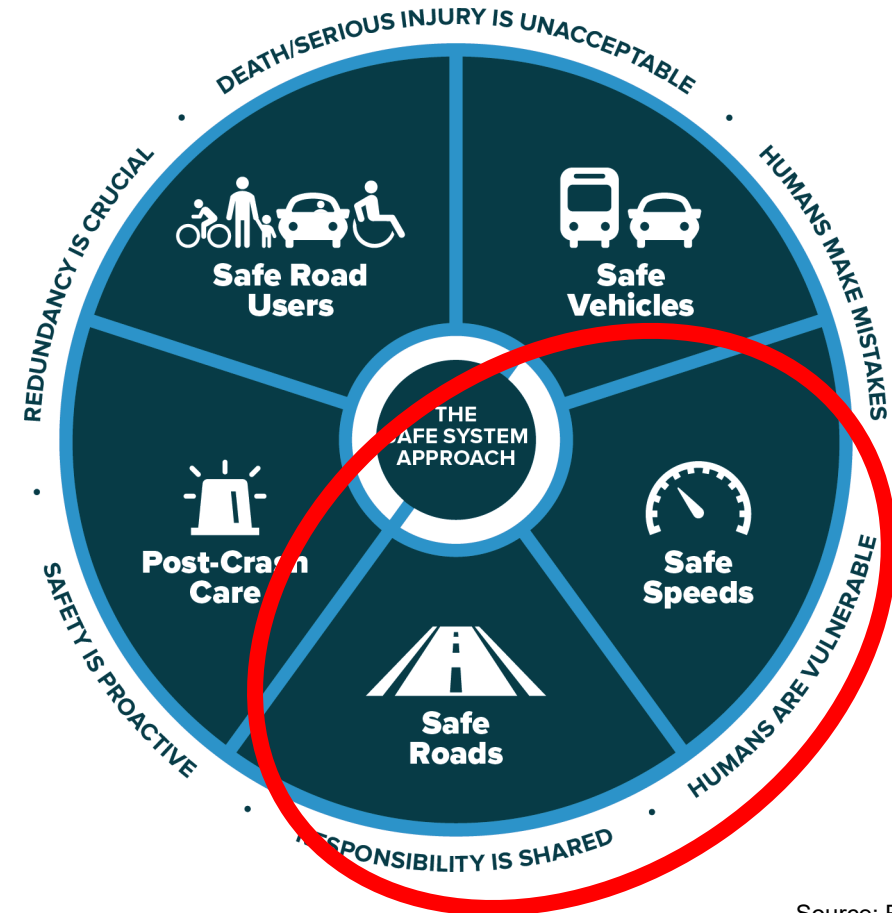 DEATH/SERIOUS INJURY IS UNACCEPTABLE
HUMANS MAKE MISTAKES
HUMANS ARE VULNERABLE
RESPONSIBILITY IS SHARED
SAFETY IS PROACTIVE
REDUNDANCY IS CRUCIAL
Safe Road
Users
Safe
Vehicles
THE
SAFE SYSTEM
APPROACH
Post-Crash
Care
Safe
Speeds
Safe
Roads
Source: